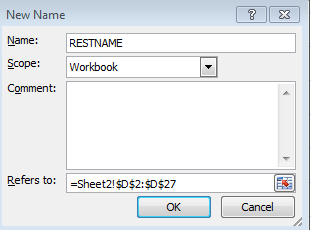 New Name
Name: RESTNAME
Scope: Workbook
Comment:
Refers to: =Sheet2!$D$2:$D$27
OK Cancel